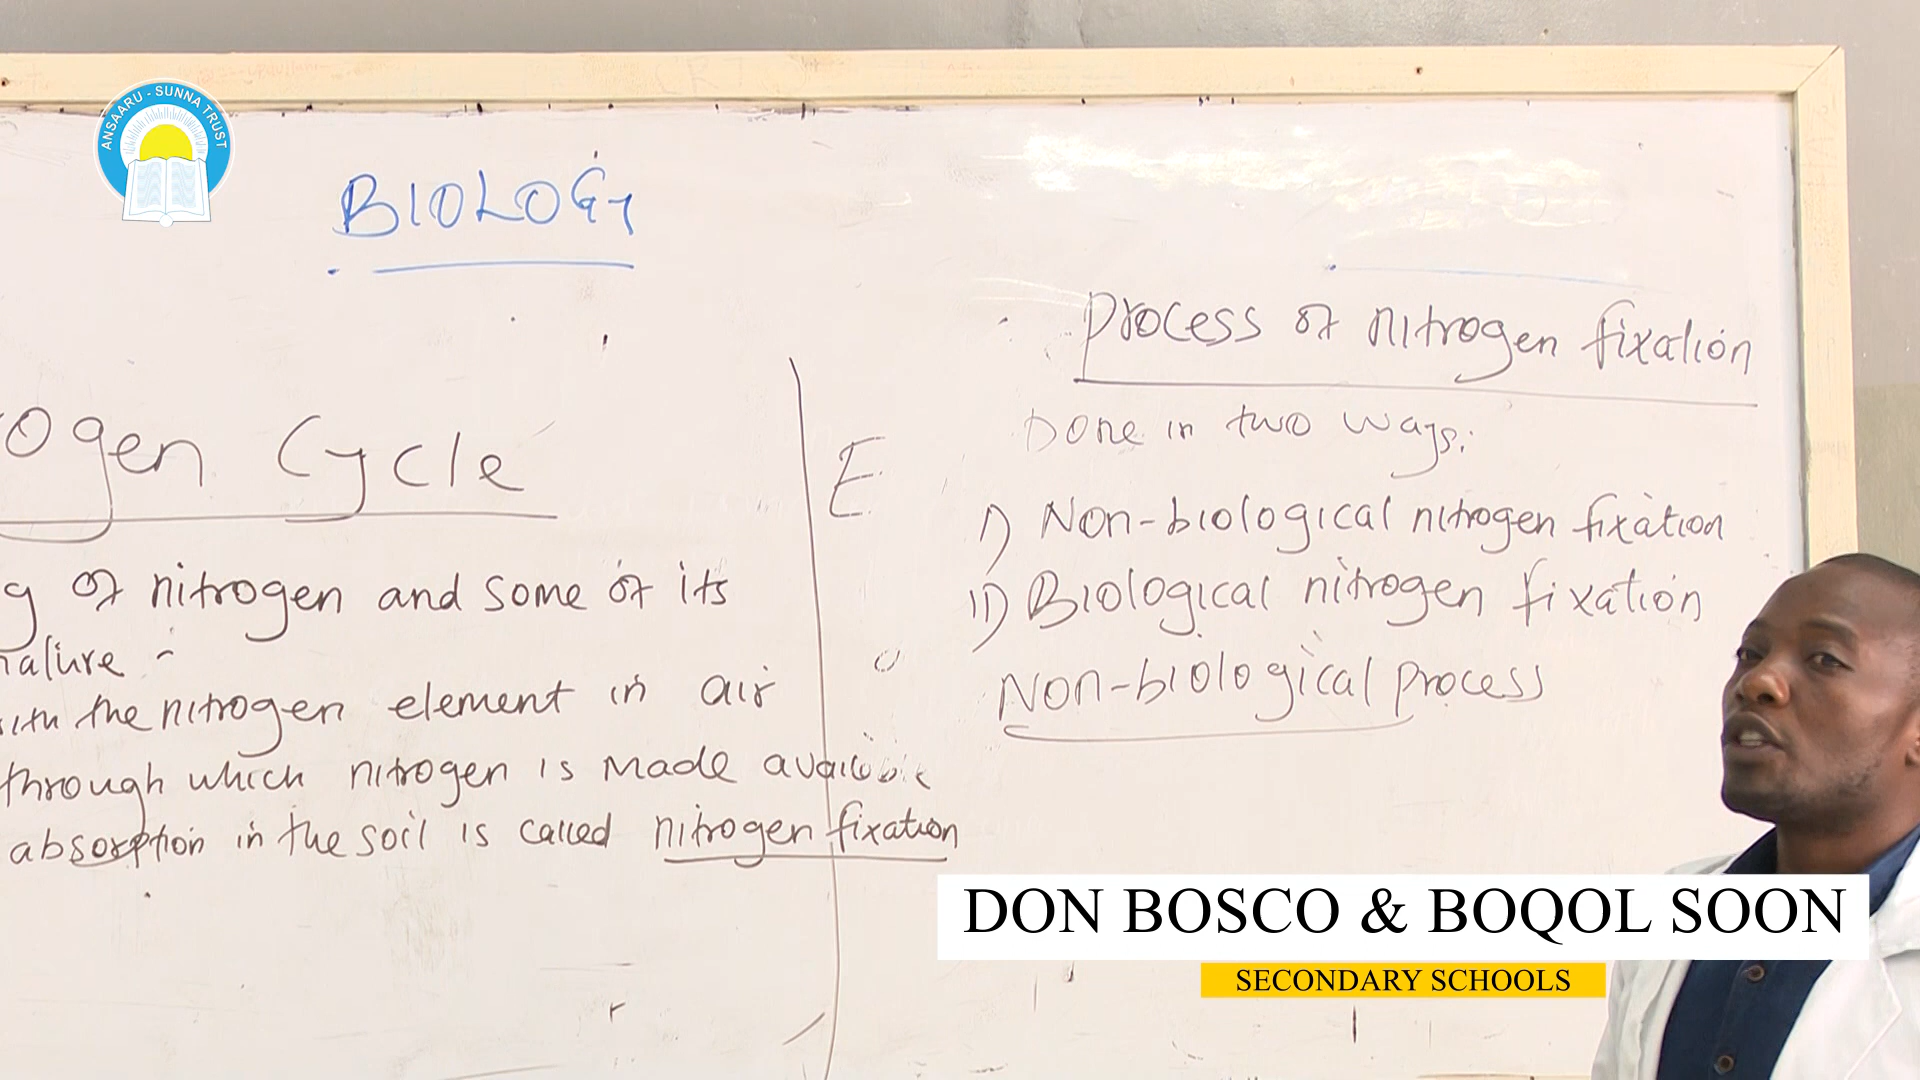 ANSAARU - SUNNA TRUST
BIOLOGY
ogen Cycle
g of nitrogen and some of its
nature -
with the nitrogen element in air
through which nitrogen is made available
absorption in the soil is called nitrogen fixation
E
process of nitrogen fixation
Done in two ways:
i) Non-biological nitrogen fixation
ii) Biological nitrogen fixation
Non-biological process
DON BOSCO & BOQOL SOON
SECONDARY SCHOOLS